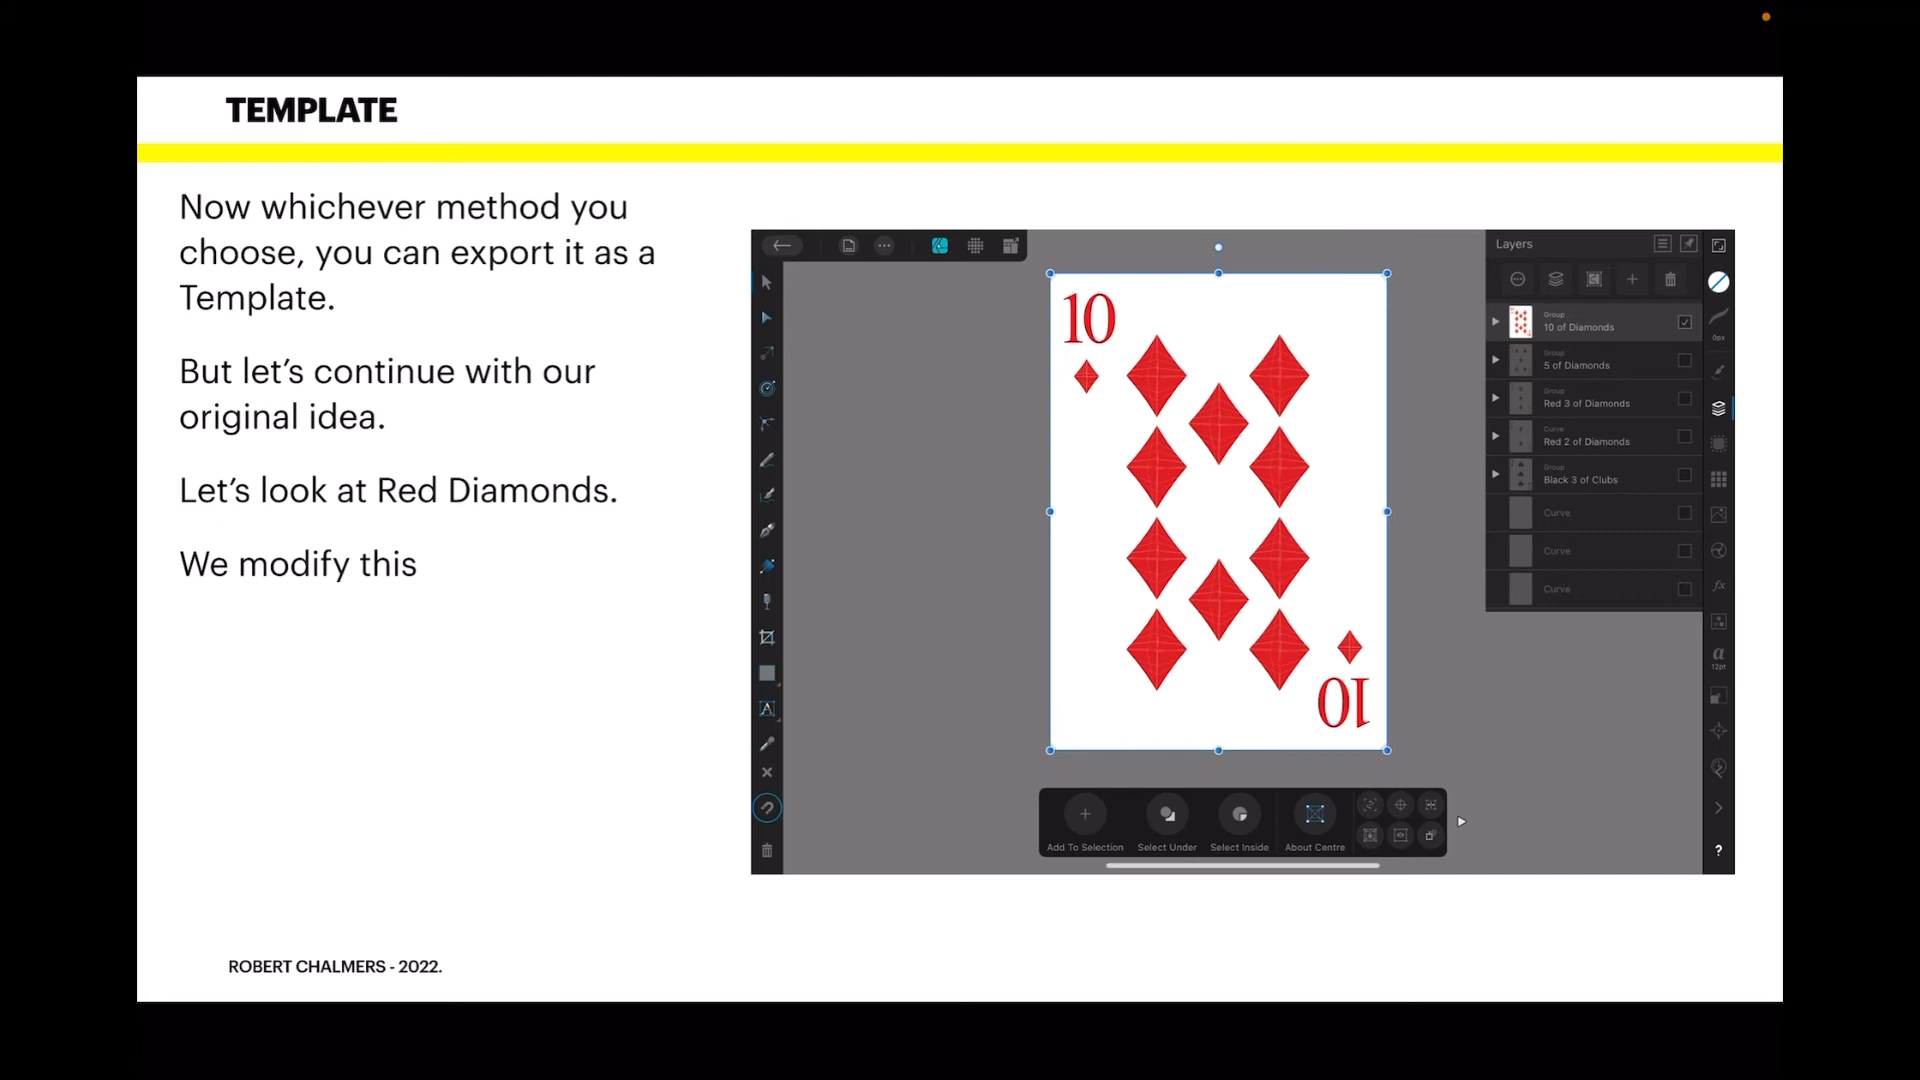 TEMPLATE
Now whichever method you
choose, you can export it as a
Template.
But let's continue with our
original idea.
Let's look at Red Diamonds.
We modify this
10
10
Layers
Group
10 of Diamonds
Group
5 of Diamonds
Group
Red 3 of Diamonds
Curve
Red 2 of Diamonds
Group
Black 3 of Clubs
Curve
Curve
Curve
0px
fx
a
12pt
?
A
Add To Selection
Select Under
Select Inside
About Centre
ROBERT CHALMERS - 2022.